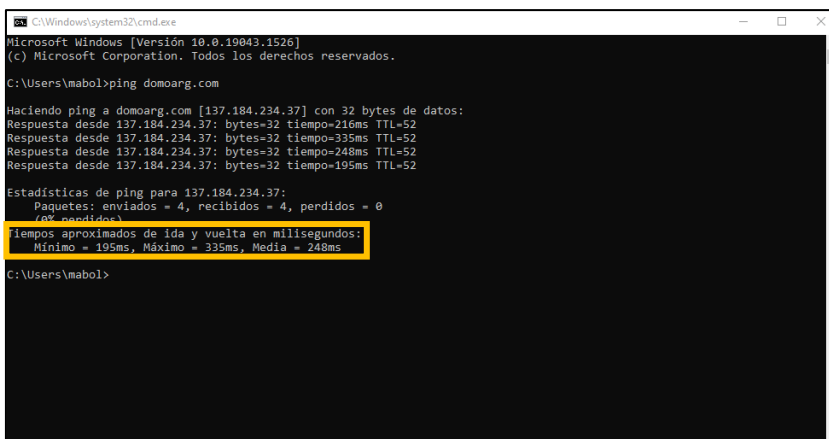 C:\Windows\system32\cmd.exe
Microsoft Windows [Versión 10.0.19043.1526]
(c) Microsoft Corporation. Todos los derechos reservados.
C:\Users\mabol>ping domoarg.com
Haciendo ping a domoarg.com [137.184.234.37] con 32 bytes de datos:
Respuesta desde 137.184.234.37: bytes=32 tiempo=216ms TTL=52
Respuesta desde 137.184.234.37: bytes=32 tiempo=335ms TTL=52
Respuesta desde 137.184.234.37: bytes=32 tiempo=248ms TTL=52
Respuesta desde 137.184.234.37: bytes=32 tiempo=195ms TTL=52
Estadísticas de ping para 137.184.234.37:
Paquetes: enviados = 4, recibidos = 4, perdidos = 0
(0% perdidos)
Tiempos aproximados de ida y vuelta en milisegundos:
Mínimo = 195ms, Máximo = 335ms, Media = 248ms
C:\Users\mabol>